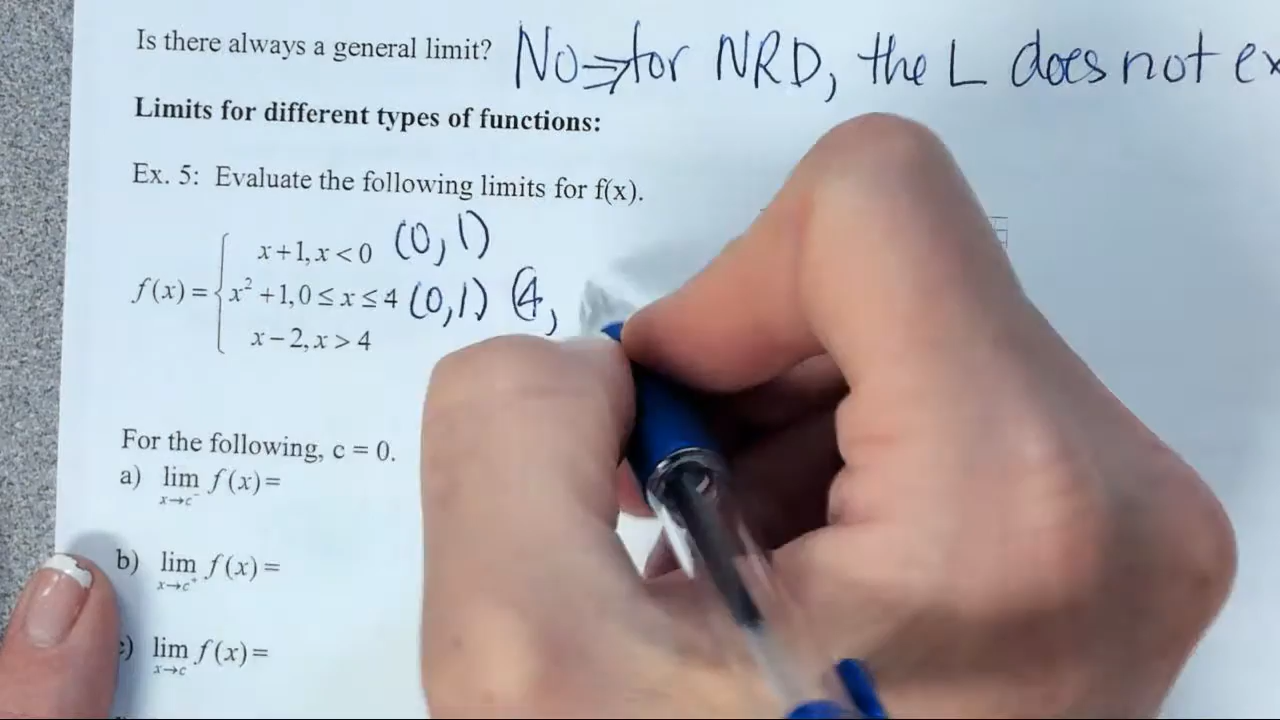 Is there always a general limit? No ⇒ for NRD, the L does not
Limits for different types of functions:
Ex. 5: Evaluate the following limits for f(x).
x+1, x < 0 (0,1)
f(x) = { x² +1, 0 ≤ x ≤ 4 (0,1) (4,
x − 2, x > 4
For the following, c = 0.
a) lim f(x) =
x→c⁻
b) lim f(x) =
x→c⁺
) lim f(x) =
x→c